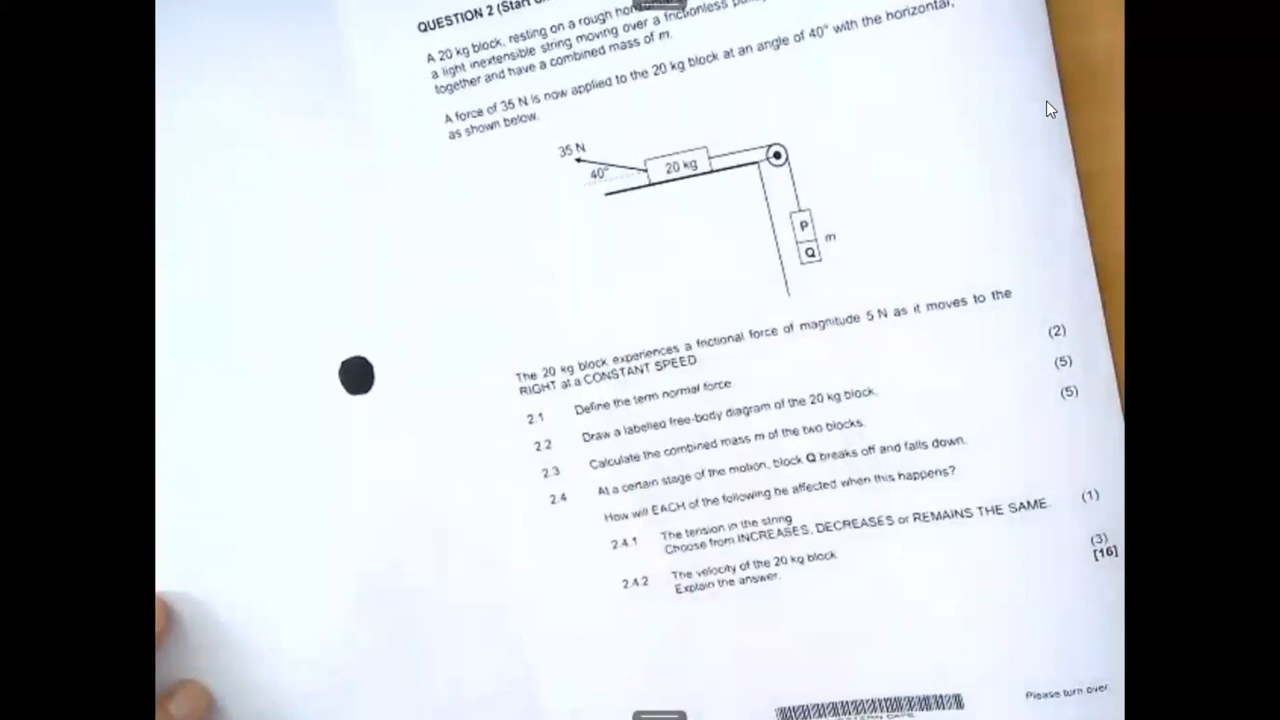 QUESTION 2 (Start
A 20 kg block, resting on a rough
a light inextensible string moving over a frictionless
together and have a combined mass of m.
A force of 35 N is now applied to the 20 kg block at an angle of 40° with the horizontal,
as shown below.
35 N
40°
20 kg
P
m
Q
The 20 kg block experiences a frictional force of magnitude 5 N as it moves to the
RIGHT at a CONSTANT SPEED
2.1 Define the term normal force (2)
2.2 Draw a labelled free-body diagram of the 20 kg block. (5)
2.3 Calculate the combined mass m of the two blocks. (5)
2.4 At a certain stage of the motion, block Q breaks off and falls down.
How will EACH of the following be affected when this happens?
2.4.1 The tension in the string
Choose from INCREASES, DECREASES or REMAINS THE SAME. (1)
2.4.2 The velocity of the 20 kg block
Explain the answer. (3)
[16]
Please turn over